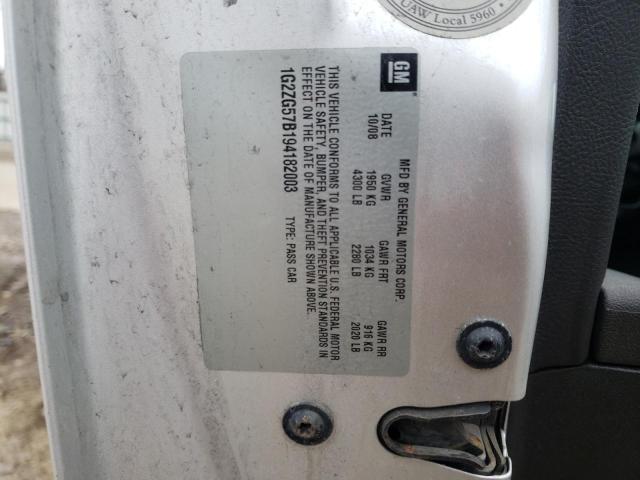 UAW Local 5960
GM
MFD BY GENERAL MOTORS CORP.
DATE GVWR GAWR FRT GAWR RR
10/08 1950 KG 1034 KG 916 KG
4300 LB 2280 LB 2020 LB
THIS VEHICLE CONFORMS TO ALL APPLICABLE U.S. FEDERAL MOTOR
VEHICLE SAFETY, BUMPER, AND THEFT PREVENTION STANDARDS IN
EFFECT ON THE DATE OF MANUFACTURE SHOWN ABOVE.
1G2ZG57B194182003 TYPE: PASS CAR